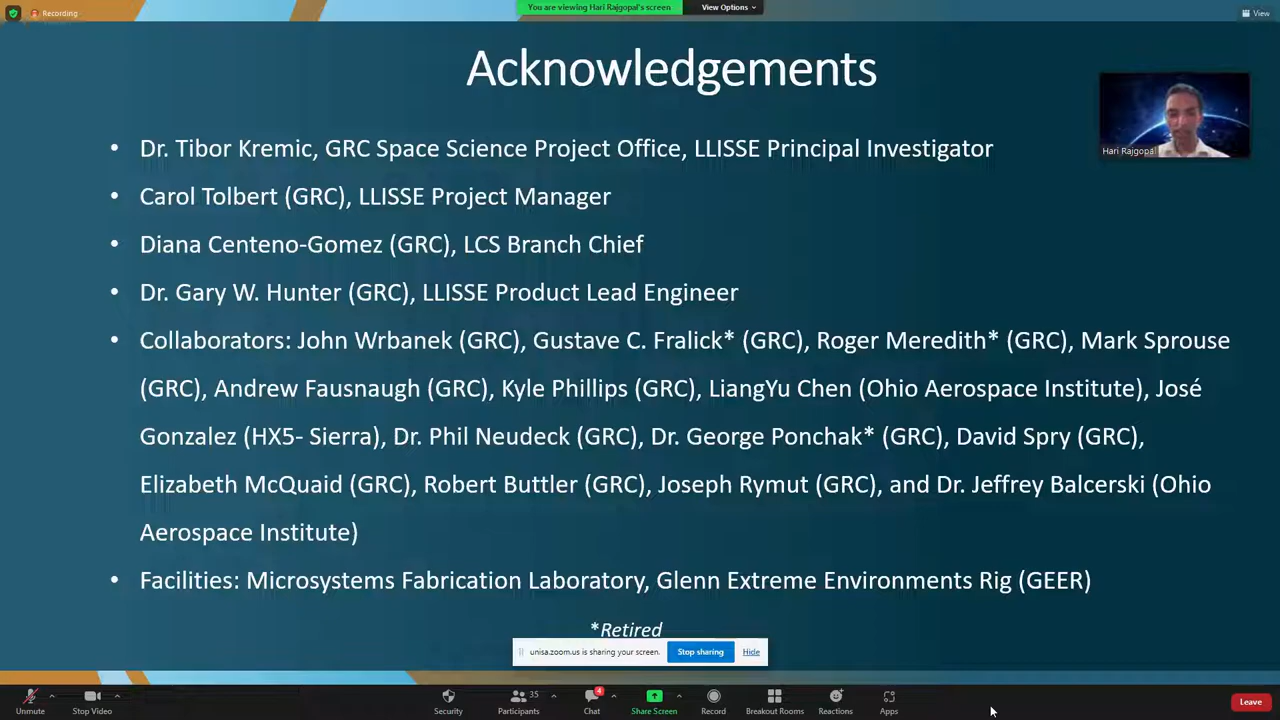 Recording
You are viewing Hari Rajgopal's screen
View Options
View
Acknowledgements
Hari Rajgopal
• Dr. Tibor Kremic, GRC Space Science Project Office, LLISSE Principal Investigator
• Carol Tolbert (GRC), LLISSE Project Manager
• Diana Centeno-Gomez (GRC), LCS Branch Chief
• Dr. Gary W. Hunter (GRC), LLISSE Product Lead Engineer
• Collaborators: John Wrbanek (GRC), Gustave C. Fralick* (GRC), Roger Meredith* (GRC), Mark Sprouse
(GRC), Andrew Fausnaugh (GRC), Kyle Phillips (GRC), LiangYu Chen (Ohio Aerospace Institute), José
Gonzalez (HX5- Sierra), Dr. Phil Neudeck (GRC), Dr. George Ponchak* (GRC), David Spry (GRC),
Elizabeth McQuaid (GRC), Robert Buttler (GRC), Joseph Rymut (GRC), and Dr. Jeffrey Balcerski (Ohio
Aerospace Institute)
• Facilities: Microsystems Fabrication Laboratory, Glenn Extreme Environments Rig (GEER)
*Retired
unisa.zoom.us is sharing your screen.
Stop sharing
Hide
35
4
Unmute
Stop Video
Security
Participants
Chat
Share Screen
Record
Breakout Rooms
Reactions
Apps
Leave